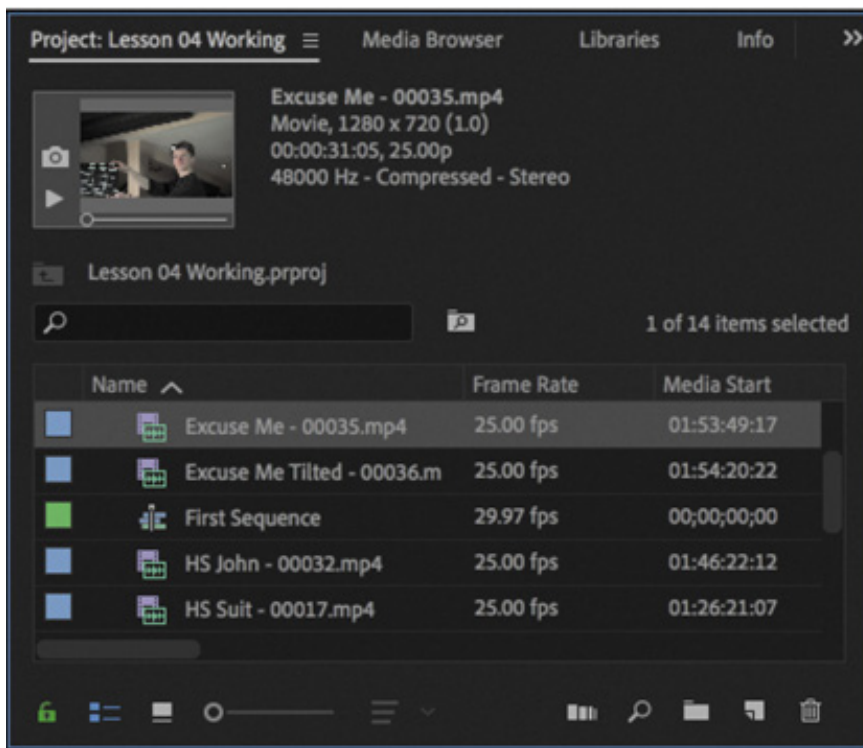 Project: Lesson 04 Working Media Browser Libraries Info
Excuse Me - 00035.mp4
Movie, 1280 x 720 (1.0)
00:00:31:05, 25.00p
48000 Hz - Compressed - Stereo
Lesson 04 Working.prproj
1 of 14 items selected
Name Frame Rate Media Start
Excuse Me - 00035.mp4 25.00 fps 01:53:49:17
Excuse Me Tilted - 00036.m 25.00 fps 01:54:20:22
First Sequence 29.97 fps 00;00;00;00
HS John - 00032.mp4 25.00 fps 01:46:22:12
HS Suit - 00017.mp4 25.00 fps 01:26:21:07